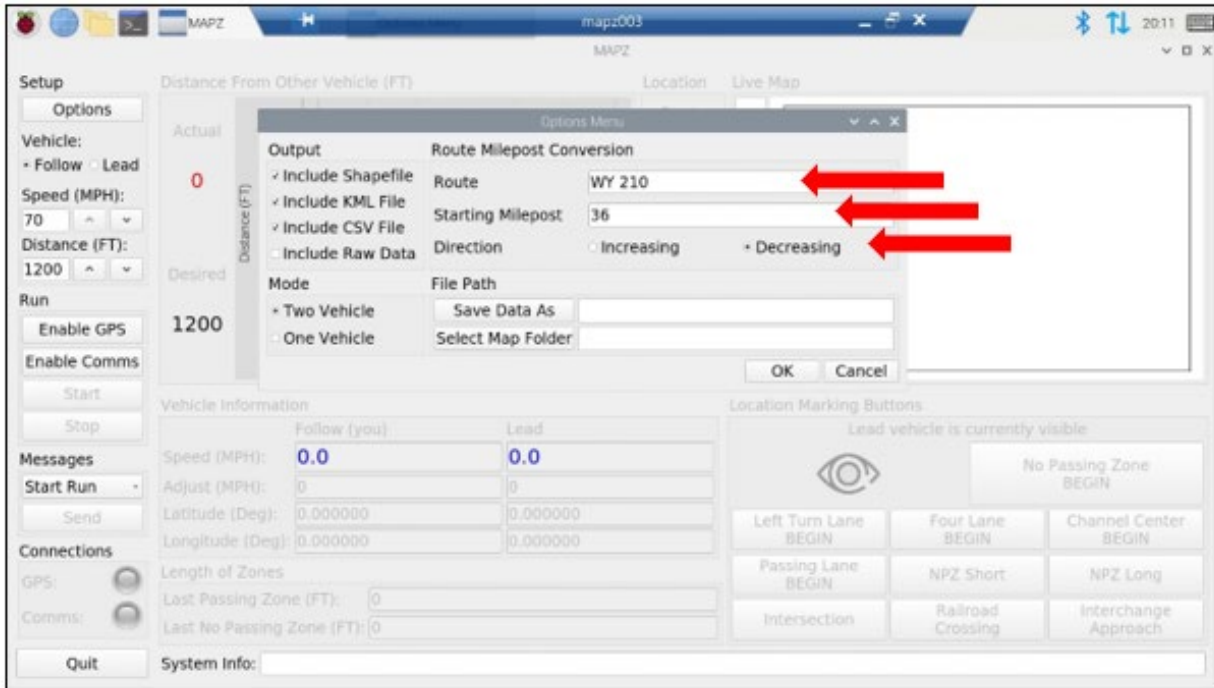 MAPZ
mapz003
20:11
MAPZ
Setup
Options
Vehicle:
Follow Lead
Speed (MPH):
70
Distance (FT):
1200
Run
Enable GPS
Enable Comms
Start
Stop
Messages
Start Run
Send
Connections
GPS:
Comms:
Quit
Distance From Other Vehicle (FT)
Actual
0
Desired
1200
Distance (FT)
Location
Live Map
Options Menu
Output
Include Shapefile
Include KML File
Include CSV File
Include Raw Data
Mode
Two Vehicle
One Vehicle
Route Milepost Conversion
Route WY 210
Starting Milepost 36
Direction Increasing Decreasing
File Path
Save Data As
Select Map Folder
OK Cancel
Vehicle Information
Follow (you) Lead
Speed (MPH): 0.0 0.0
Adjust (MPH): 0 0
Latitude (Deg): 0.000000 0.000000
Longitude (Deg): 0.000000 0.000000
Length of Zones
Last Passing Zone (FT): 0
Last No Passing Zone (FT): 0
Location Marking Buttons
Lead vehicle is currently visible
No Passing Zone
BEGIN
Left Turn Lane
BEGIN
Four Lane
BEGIN
Channel Center
BEGIN
Passing Lane
BEGIN
NPZ Short
NPZ Long
Intersection
Railroad
Crossing
Interchange
Approach
System Info: